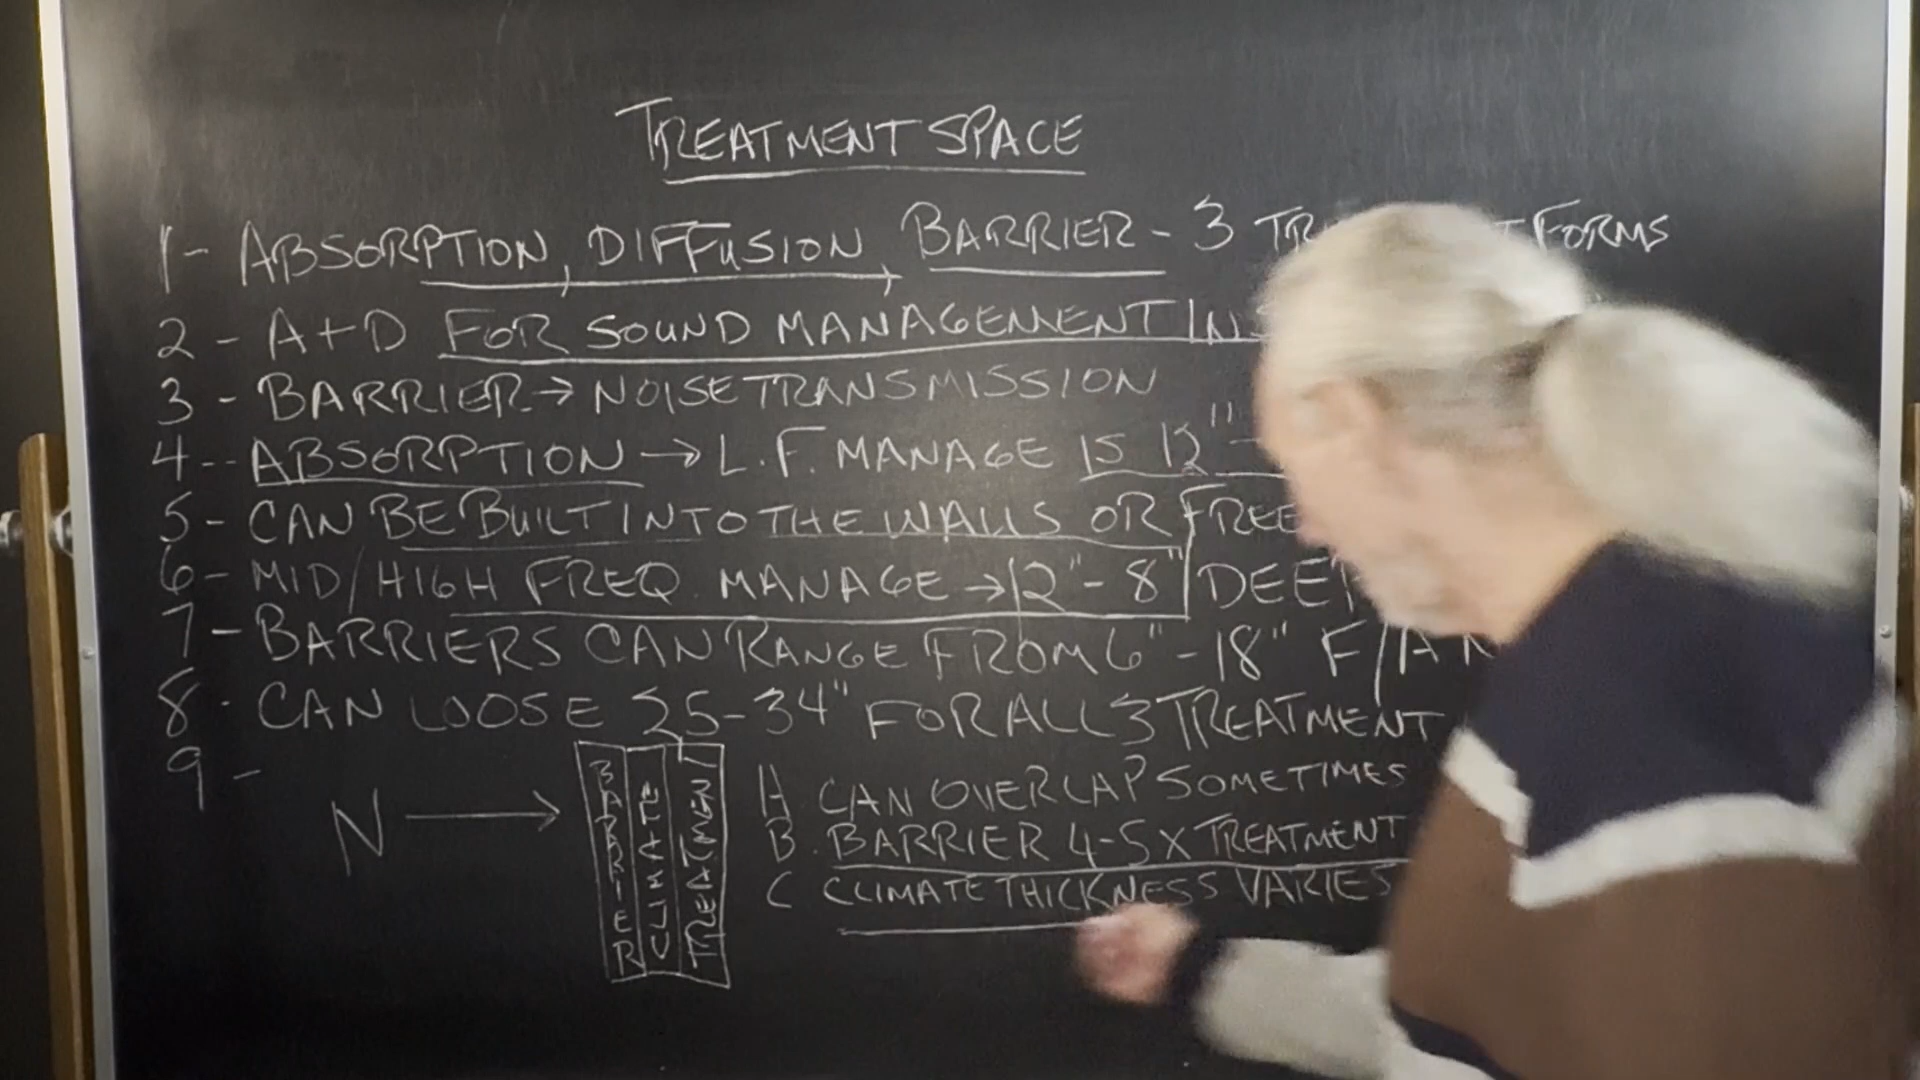 TREATMENT SPACE
1- ABSORPTION, DIFFUSION, BARRIER - 3 FORMS
2 - A+D FOR SOUND MANAGEMENT
3 - BARRIER → NOISE TRANSMISSION
4-- ABSORPTION → L.F. MANAGE IS 12"-
5 - CAN BE BUILT INTO THE WALLS OR FREE
6 - MID/HIGH FREQ. MANAGE → 2"-8" DEEP
7 - BARRIERS CAN RANGE FROM 6" - 18" F/A
8 - CAN LOOSE 25-34" FOR ALL 3 TREATMENT
9 -
N → BARRIER CLIMATE TREATMENT
A CAN OVERLAP SOMETIMES
B. BARRIER 4-5 X TREATMENT
C CLIMATE THICKNESS VARIES